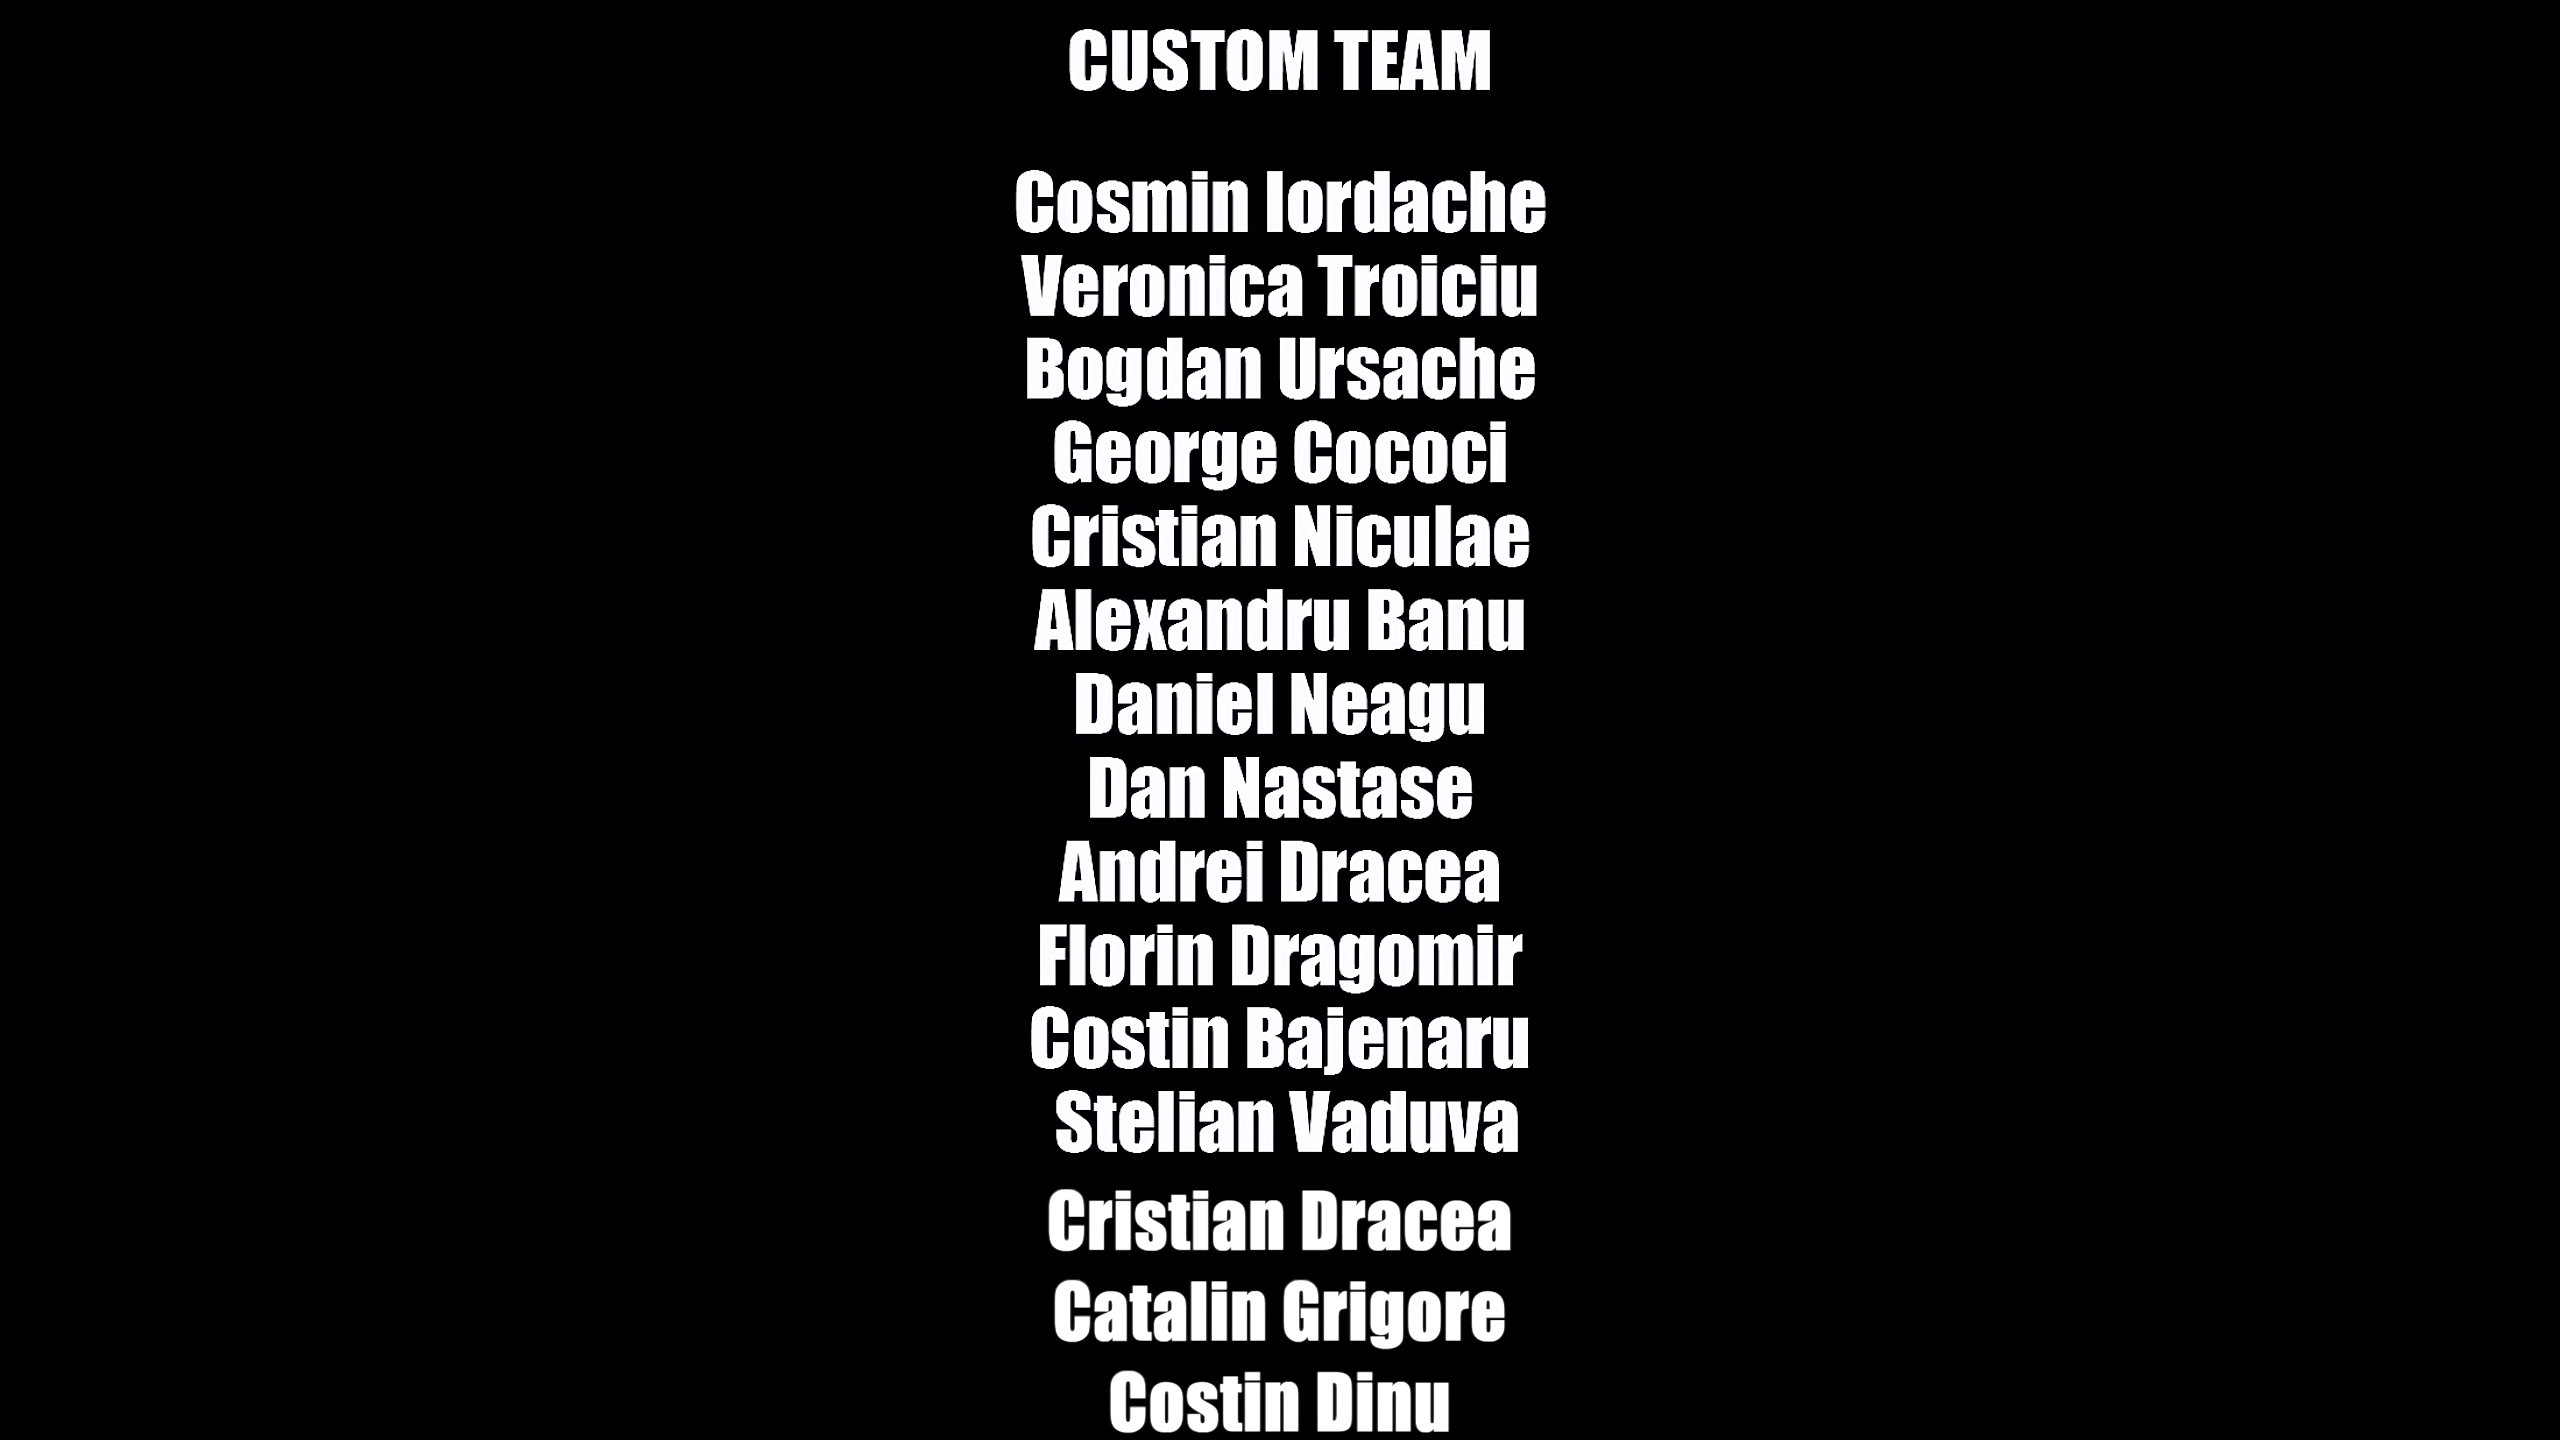 CUSTOM TEAM
Cosmin Iordache
Veronica Troiciu
Bogdan Ursache
George Cococi
Cristian Niculae
Alexandru Banu
Daniel Neagu
Dan Nastase
Andrei Dracea
Florin Dragomir
Costin Bajenaru
Stelian Vaduva
Cristian Dracea
Catalin Grigore
Costin Dinu